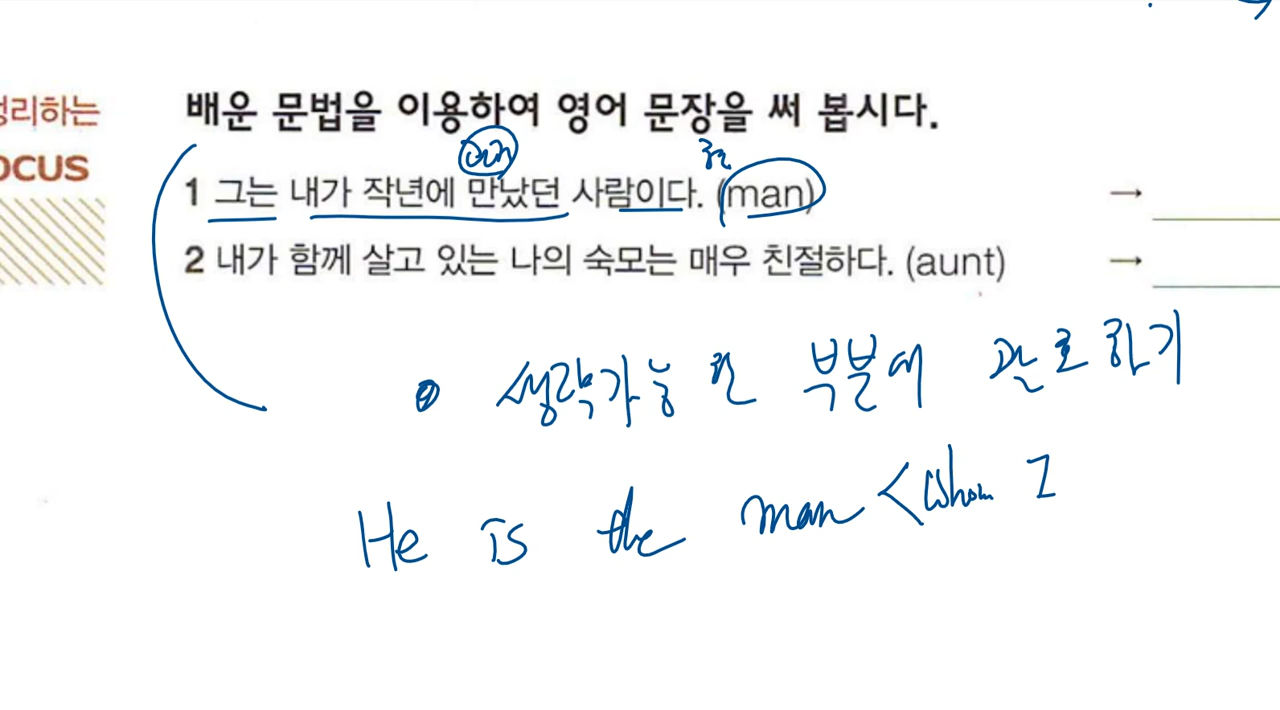 정리하는
배운 문법을 이용하여 영어 문장을 써 봅시다.
OCUS
1 그는 내가 작년에 만났던 사람이다. (man) →
2 내가 함께 살고 있는 나의 숙모는 매우 친절하다. (aunt) →
생략가능한 부분에 괄호하기
He is the man <whom I